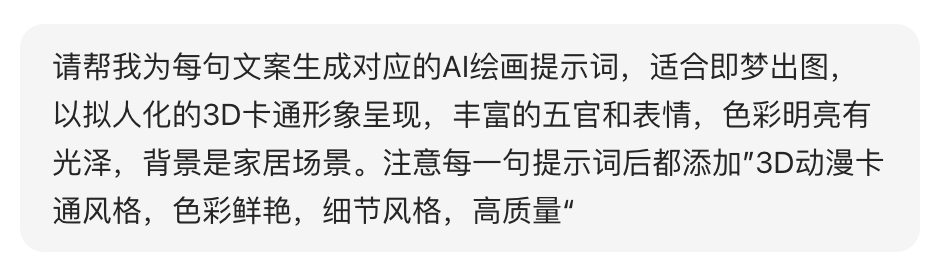 请帮我为每句文案生成对应的AI绘画提示词，适合即梦出图，
以拟人化的3D卡通形象呈现，丰富的五官和表情，色彩明亮有
光泽，背景是家居场景。注意每一句提示词后都添加”3D动漫卡
通风格，色彩鲜艳，细节风格，高质量“